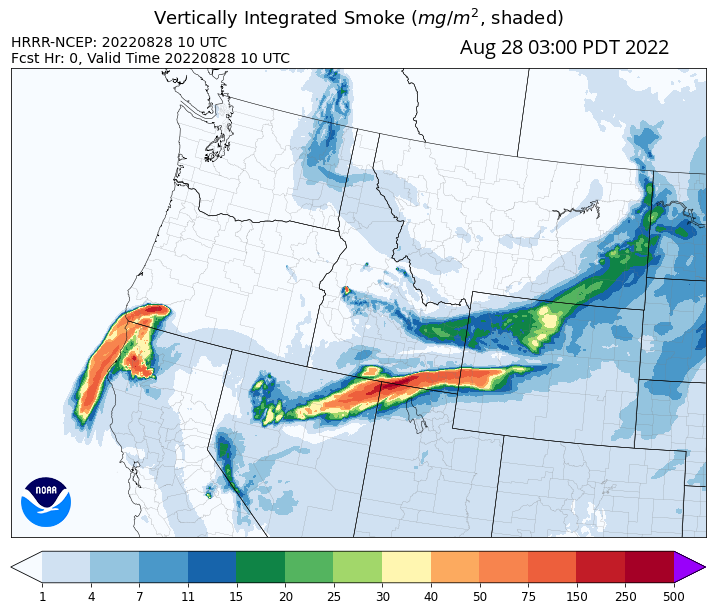 Vertically Integrated Smoke (mg/m², shaded)
HRRR-NCEP: 20220828 10 UTC
Fcst Hr: 0, Valid Time 20220828 10 UTC
Aug 28 03:00 PDT 2022
NOAA
1 4 7 11 15 20 25 30 40 50 75 150 250 500